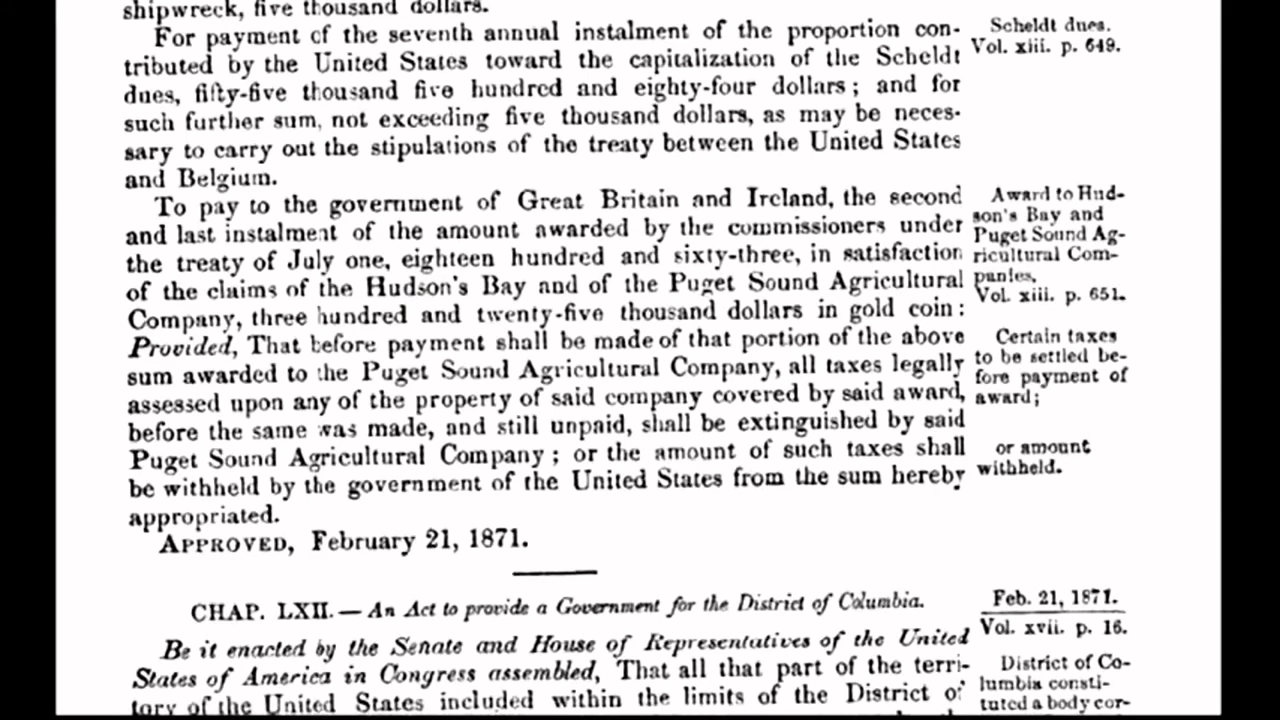 shipwreck, five thousand dollars.
For payment of the seventh annual instalment of the proportion con-
tributed by the United States toward the capitalization of the Scheldt
dues, fifty-five thousand five hundred and eighty-four dollars; and for
such further sum, not exceeding five thousand dollars, as may be neces-
sary to carry out the stipulations of the treaty between the United States
and Belgium.
Scheldt dues.
Vol. xiii. p. 649.
To pay to the government of Great Britain and Ireland, the second
and last instalment of the amount awarded by the commissioners under
the treaty of July one, eighteen hundred and sixty-three, in satisfaction
of the claims of the Hudson's Bay and of the Puget Sound Agricultural
Company, three hundred and twenty-five thousand dollars in gold coin:
Provided, That before payment shall be made of that portion of the above
sum awarded to the Puget Sound Agricultural Company, all taxes legally
assessed upon any of the property of said company covered by said award,
before the same was made, and still unpaid, shall be extinguished by said
Puget Sound Agricultural Company; or the amount of such taxes shall
be withheld by the government of the United States from the sum hereby
appropriated.
Award to Hud-
son's Bay and
Puget Sound Ag-
ricultural Com-
panies.
Vol. xiii. p. 651.
Certain taxes
to be settled be-
fore payment of
award;
or amount
withheld.
APPROVED, February 21, 1871.
CHAP. LXII.—An Act to provide a Government for the District of Columbia.
Feb. 21, 1871.
Vol. xvii. p. 16.
Be it enacted by the Senate and House of Representatives of the United
States of America in Congress assembled, That all that part of the terri-
tory of the United States included within the limits of the District of
District of Co-
lumbia consti-
tuted a body cor-